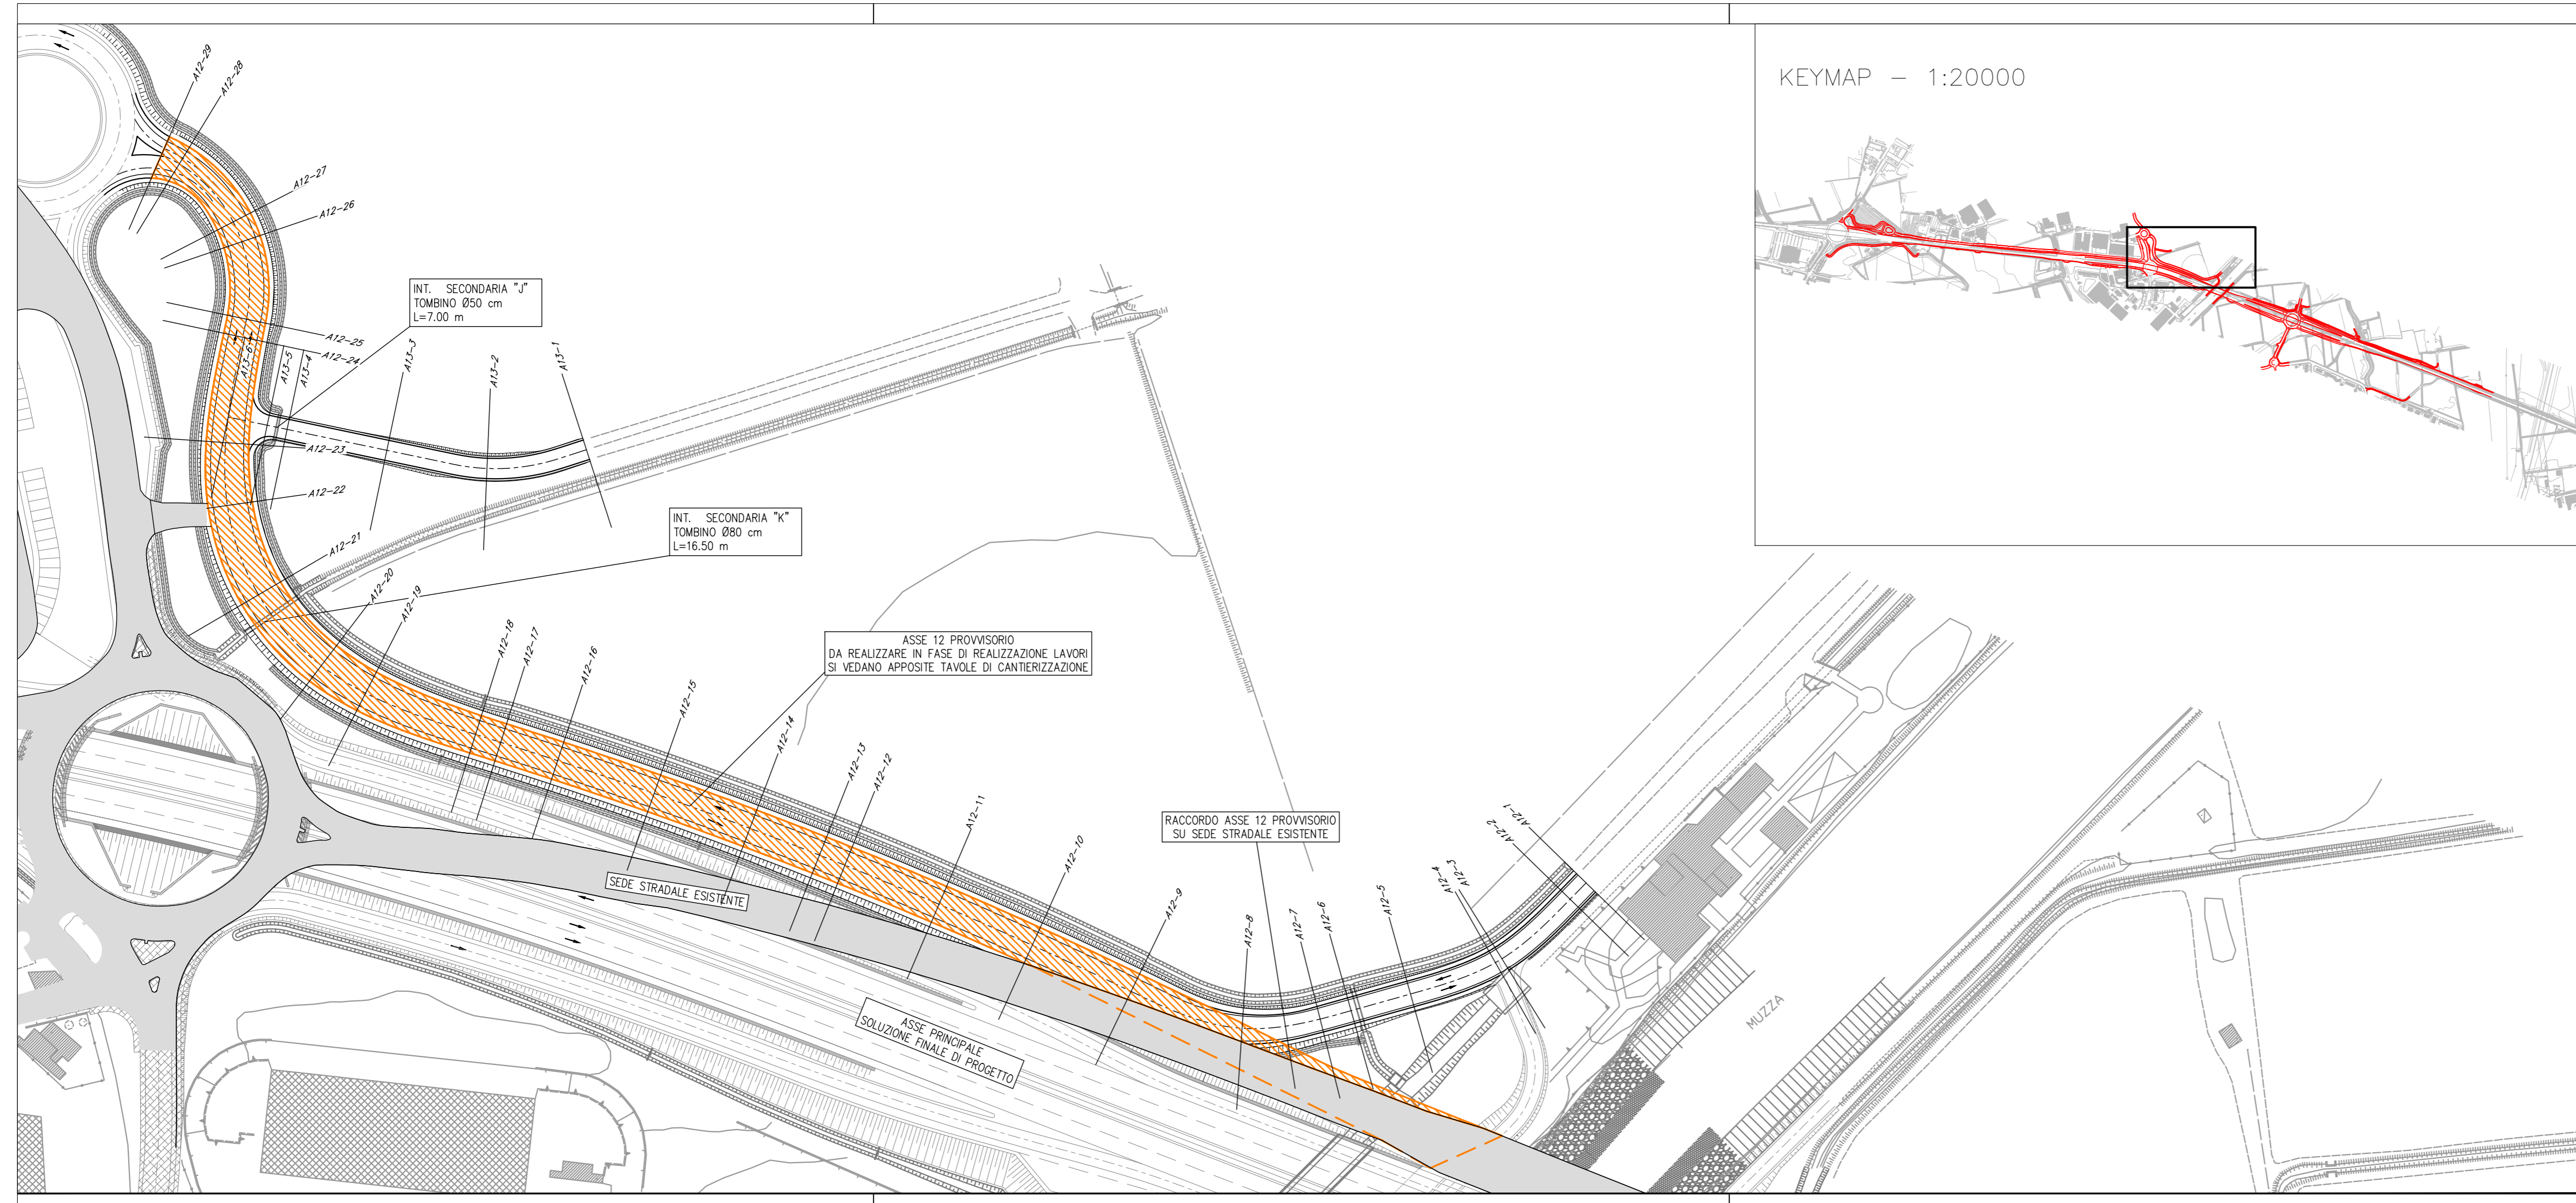 KEYMAP - 1:20000
A12-29
A12-28
A12-27
A12-26
A12-25
A12-24
A13-6
A13-5
A13-4
A13-3
A13-2
A13-1
INT. SECONDARIA "J"
TOMBINO Ø50 cm
L=7.00 m
A12-23
A12-22
A12-21
A12-20
A12-19
A12-18
A12-17
A12-16
A12-15
A12-14
A12-13
A12-12
A12-11
A12-10
A12-9
A12-8
A12-7
A12-6
A12-5
A12-4
A12-3
A12-2
A12-1
INT. SECONDARIA "K"
TOMBINO Ø80 cm
L=16.50 m
ASSE 12 PROVVISORIO
DA REALIZZARE IN FASE DI REALIZZAZIONE LAVORI
SI VEDANO APPOSITE TAVOLE DI CANTIERIZZAZIONE
RACCORDO ASSE 12 PROVVISORIO
SU SEDE STRADALE ESISTENTE
SEDE STRADALE ESISTENTE
ASSE PRINCIPALE
SOLUZIONE FINALE DI PROGETTO
MUZZA